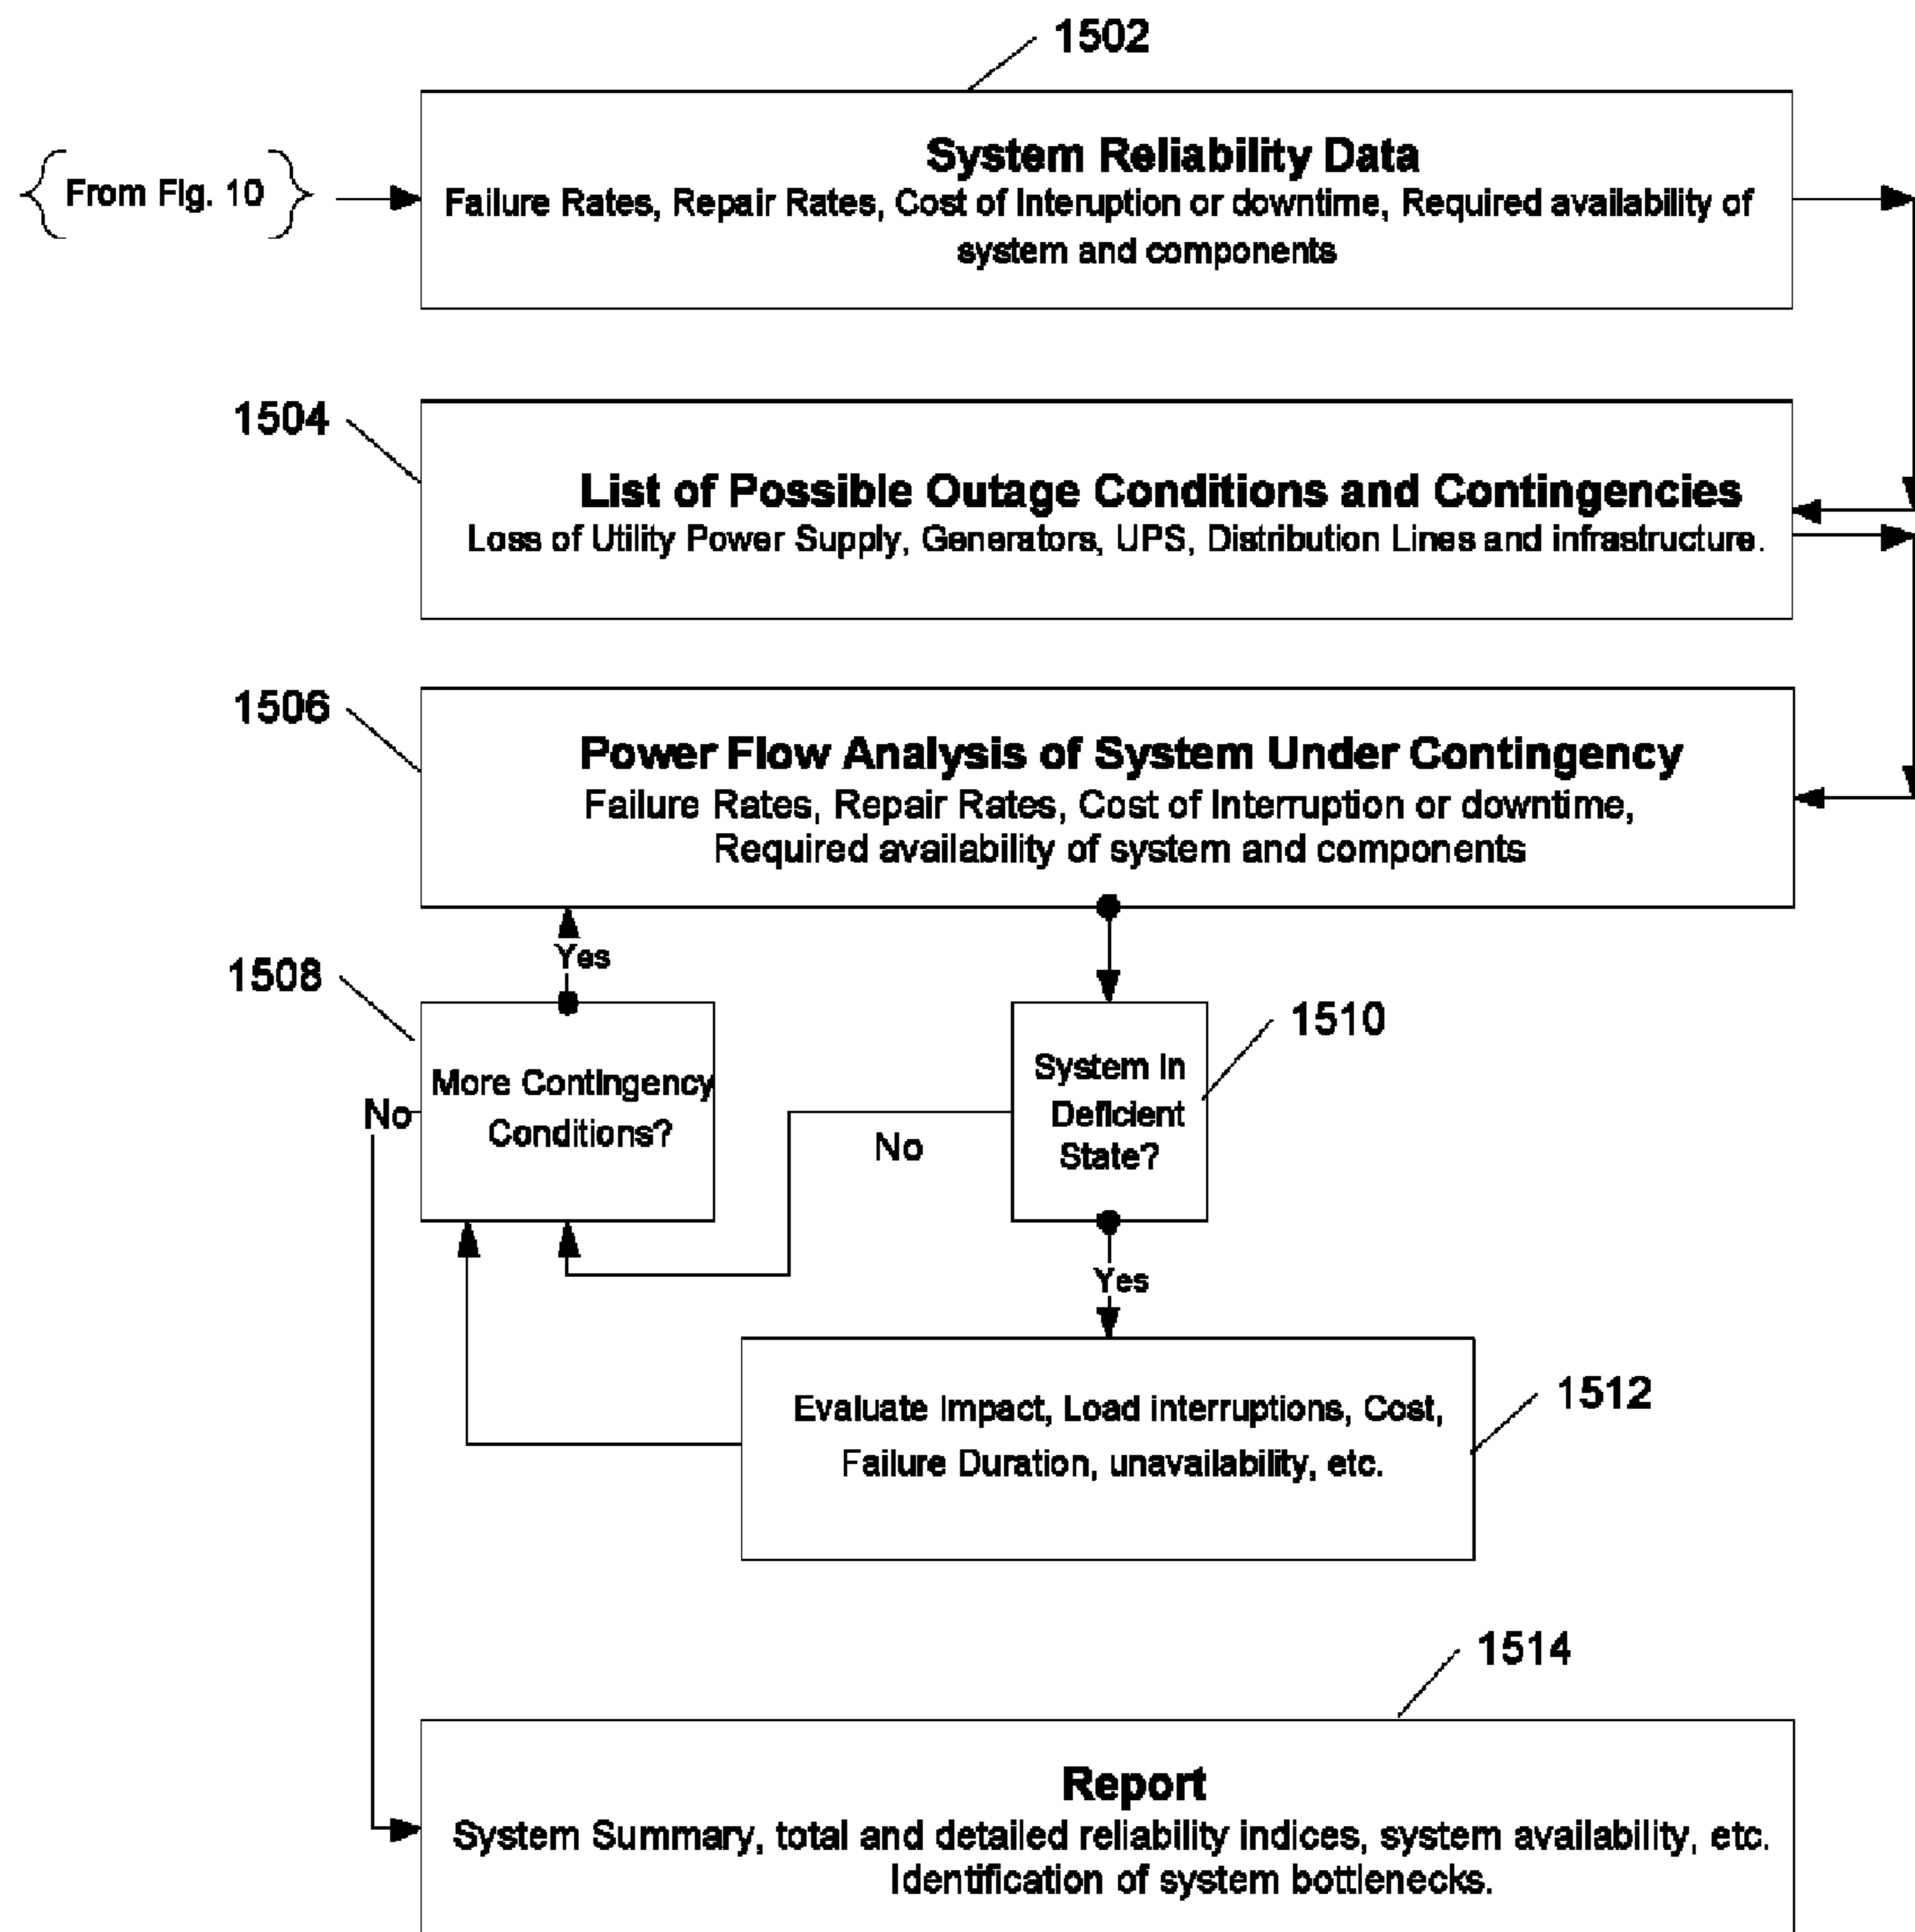 1502
System Reliability Data
From Fig. 10
Failure Rates, Repair Rates, Cost of Interuption or downtime, Required availability of
system and components
1504
List of Possible Outage Conditions and Contingencies
Loss of Utility Power Supply, Generators, UPS, Distribution Lines and infrastructure.
1506
Power Flow Analysis of System Under Contingency
Failure Rates, Repair Rates, Cost of Interruption or downtime,
Required availability of system and components
Yes
1508
1510
More Contingency
Conditions?
System In
Deficient
State?
No
No
Yes
1512
Evaluate Impact, Load interruptions, Cost,
Failure Duration, unavailability, etc.
1514
Report
System Summary, total and detailed reliability indices, system availability, etc.
Identification of system bottlenecks.